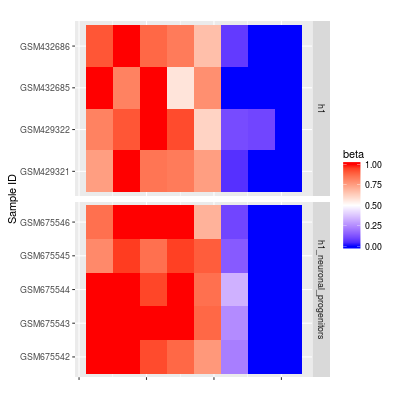 GSM432686
GSM432685
GSM429322
GSM429321
h1
GSM675546
GSM675545
GSM675544
GSM675543
GSM675542
h1_neuronal_progenitors
Sample ID
beta
1.00
0.75
0.50
0.25
0.00